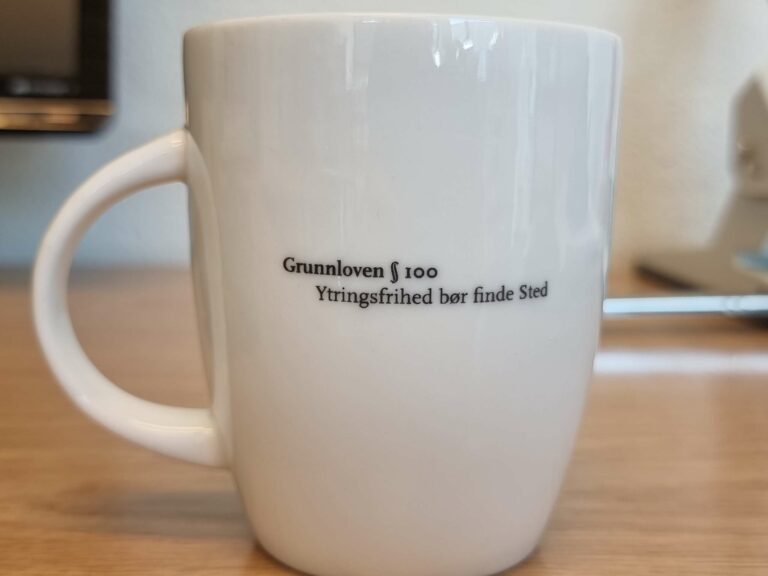 Grunnloven § 100
Ytringsfrihed bør finde Sted